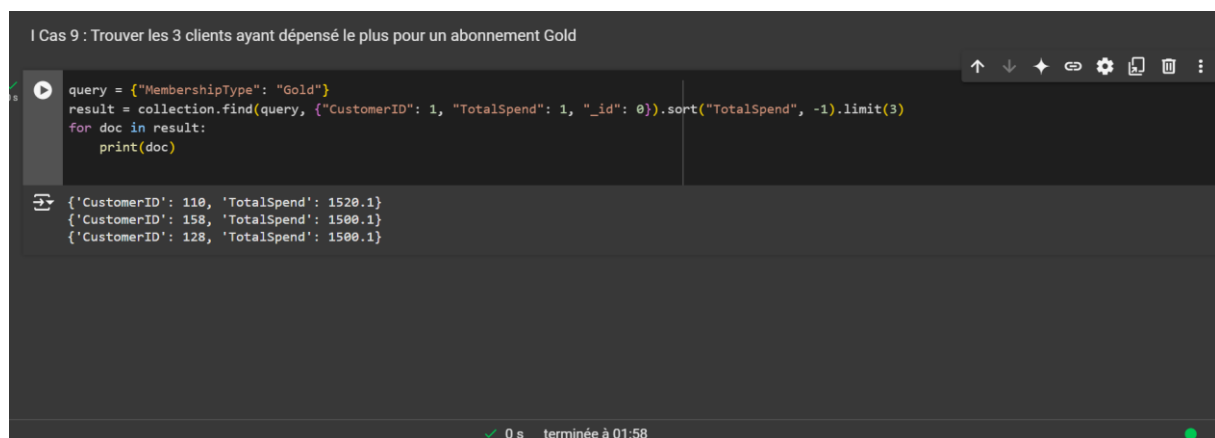 I Cas 9 : Trouver les 3 clients ayant dépensé le plus pour un abonnement Gold
query = {"MembershipType": "Gold"}
result = collection.find(query, {"CustomerID": 1, "TotalSpend": 1, "_id": 0}).sort("TotalSpend", -1).limit(3)
for doc in result:
    print(doc)
{'CustomerID': 110, 'TotalSpend': 1520.1}
{'CustomerID': 158, 'TotalSpend': 1500.1}
{'CustomerID': 128, 'TotalSpend': 1500.1}
0 s terminée à 01:58